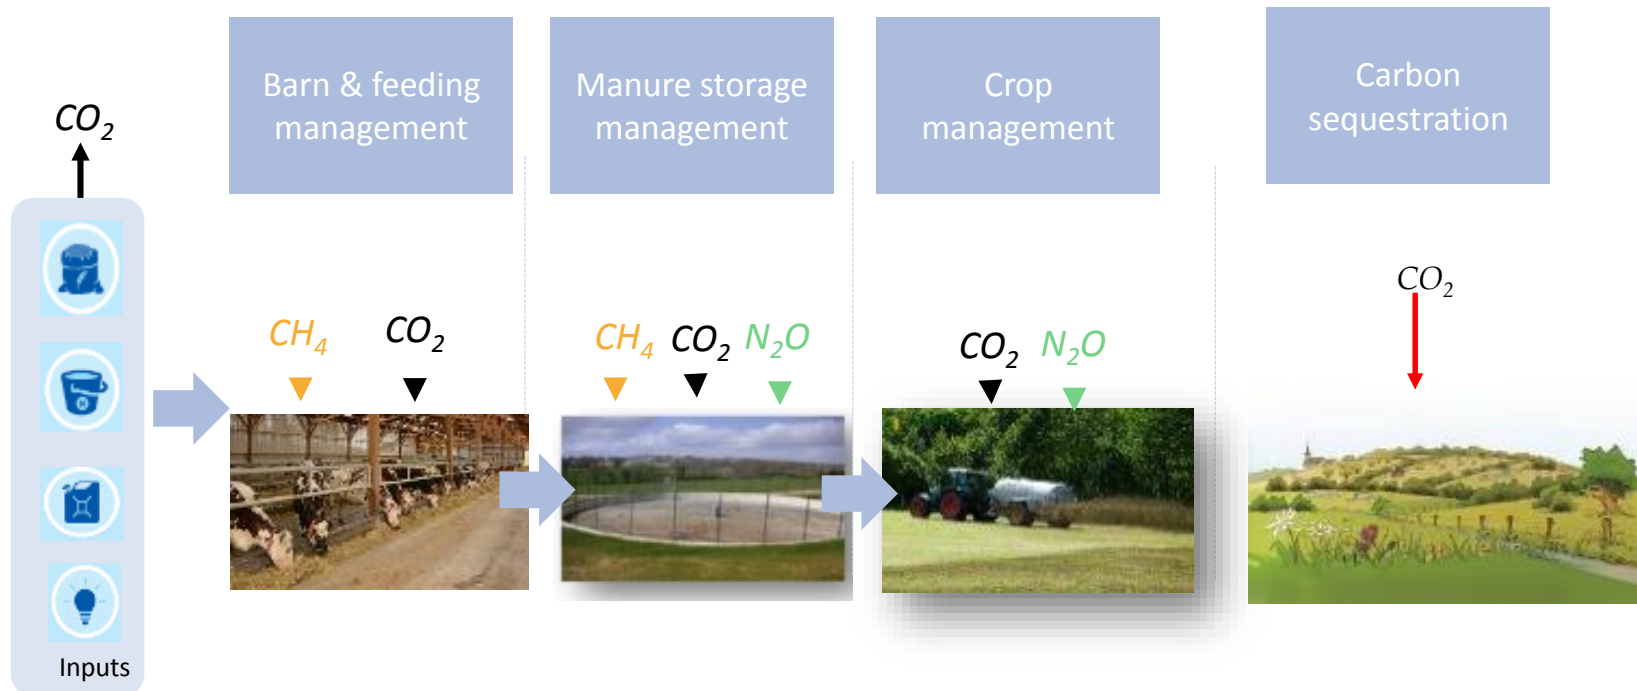 CO₂
Inputs
Barn & feeding
management
CH₄
CO₂
Manure storage
management
CH₄
CO₂
N₂O
Crop
management
CO₂
N₂O
Carbon
sequestration
CO₂